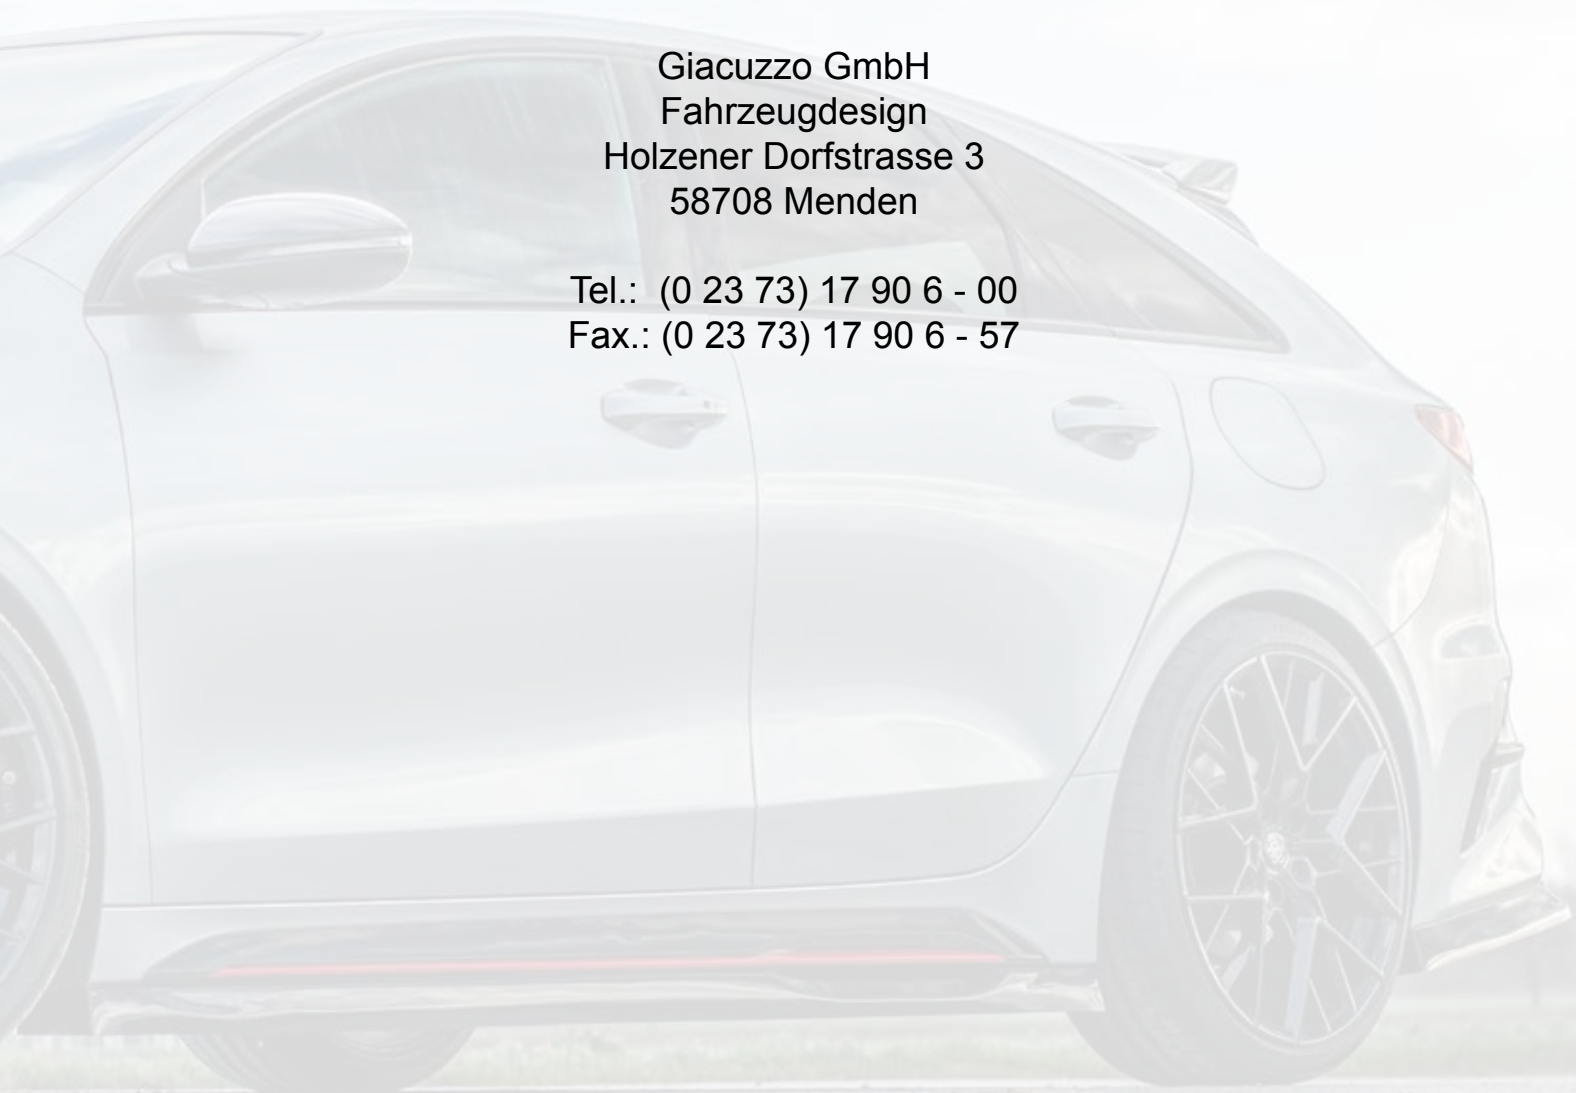 Giacuzzo GmbH
Fahrzeugdesign
Holzener Dorfstrasse 3
58708 Menden
Tel.: (0 23 73) 17 90 6 - 00
Fax.: (0 23 73) 17 90 6 - 57